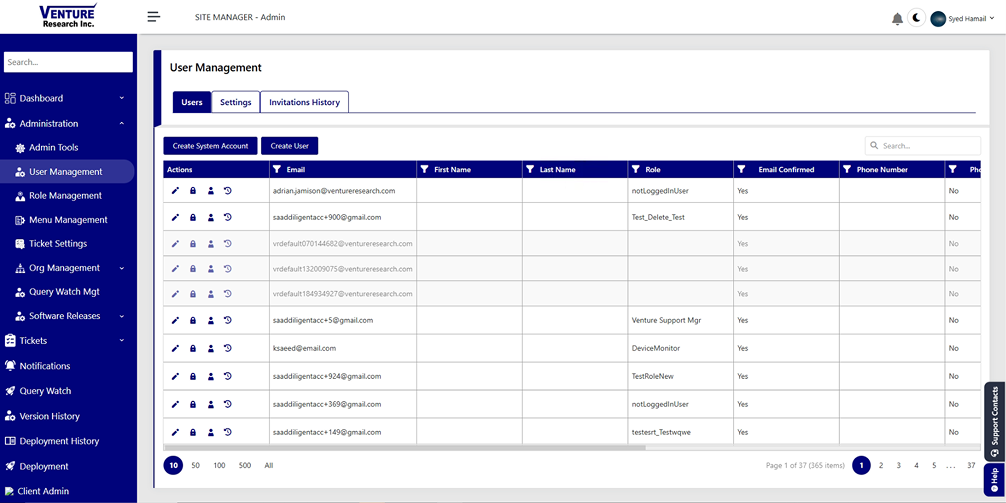 VENTURE
Research Inc.
SITE MANAGER - Admin
Syed Hamail
Search...
Dashboard
Administration
Admin Tools
User Management
Role Management
Menu Management
Ticket Settings
Org Management
Query Watch Mgt
Software Releases
Tickets
Notifications
Query Watch
Version History
Deployment History
Deployment
Client Admin
User Management
Users Settings Invitations History
Create System Account Create User Search...
Actions Email First Name Last Name Role Email Confirmed Phone Number Pho
adrian.jamison@ventureresearch.com notLoggedInUser Yes No
saaddiligentacc+900@gmail.com Test_Delete_Test Yes No
vrdefault070144682@ventureresearch.com Yes No
vrdefault132009075@ventureresearch.com Yes No
vrdefault184934927@ventureresearch.com Yes No
saaddiligentacc+5@gmail.com Venture Support Mgr Yes No
ksaeed@email.com DeviceMonitor Yes No
saaddiligentacc+924@gmail.com TestRoleNew Yes No
saaddiligentacc+369@gmail.com notLoggedInUser Yes No
saaddiligentacc+149@gmail.com testesrt_Testwqwe Yes No
10 50 100 500 All Page 1 of 37 (365 items) 1 2 3 4 5 ... 37
Support Contacts
Help